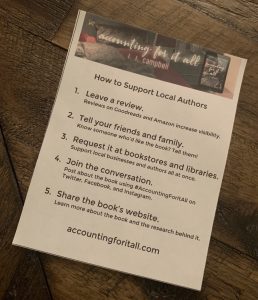 accounting for it all
r. l. campbell
How to Support Local Authors
1. Leave a review.
Reviews on Goodreads and Amazon increase visibility.
2. Tell your friends and family.
Know someone who'd like the book? Tell them!
3. Request it at bookstores and libraries.
Support local businesses and authors all at once.
4. Join the conversation.
Post about the book using #AccountingForItAll on
Twitter, Facebook, and Instagram.
5. Share the book's website.
Learn more about the book and the research behind it.
accountingforitall.com